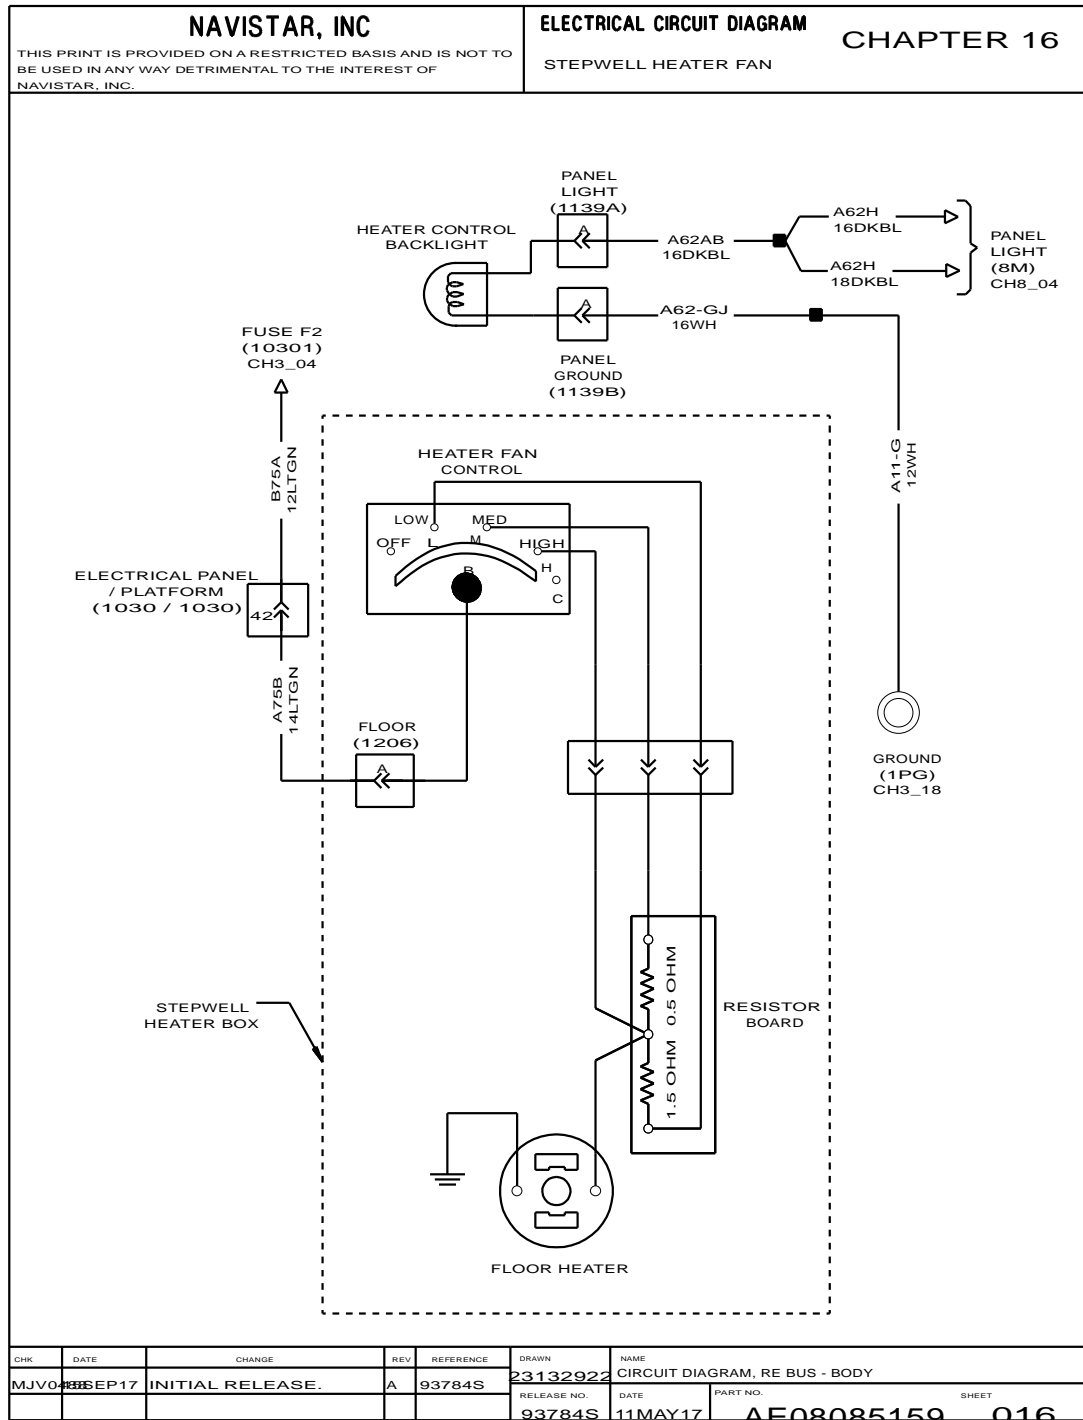 NAVISTAR, INC
THIS PRINT IS PROVIDED ON A RESTRICTED BASIS AND IS NOT TO
BE USED IN ANY WAY DETRIMENTAL TO THE INTEREST OF
NAVISTAR, INC.
ELECTRICAL CIRCUIT DIAGRAM
STEPWELL HEATER FAN
CHAPTER 16
PANEL
LIGHT
(1139A)
A
HEATER CONTROL
BACKLIGHT
A62AB
16DKBL
A62H
16DKBL
A62H
18DKBL
PANEL
LIGHT
(8M)
CH8_04
A
A62-GJ
16WH
PANEL
GROUND
(1139B)
FUSE F2
(10301)
CH3_04
B75A
12LTGN
A11-G
12WH
HEATER FAN
CONTROL
LOW
MED
OFF
L
M
HIGH
B
H
C
ELECTRICAL PANEL
/ PLATFORM
(1030 / 1030)
42
A75B
14LTGN
FLOOR
(1206)
A
GROUND
(1PG)
CH3_18
0.5 OHM
1.5 OHM
RESISTOR
BOARD
STEPWELL
HEATER BOX
FLOOR HEATER
CHK DATE CHANGE REV REFERENCE
INITIAL RELEASE. A 93784S
DRAWN
23132922
NAME
CIRCUIT DIAGRAM, RE BUS - BODY
RELEASE NO.
93784S
DATE
11MAY17
PART NO.
AE08085159
SHEET
016